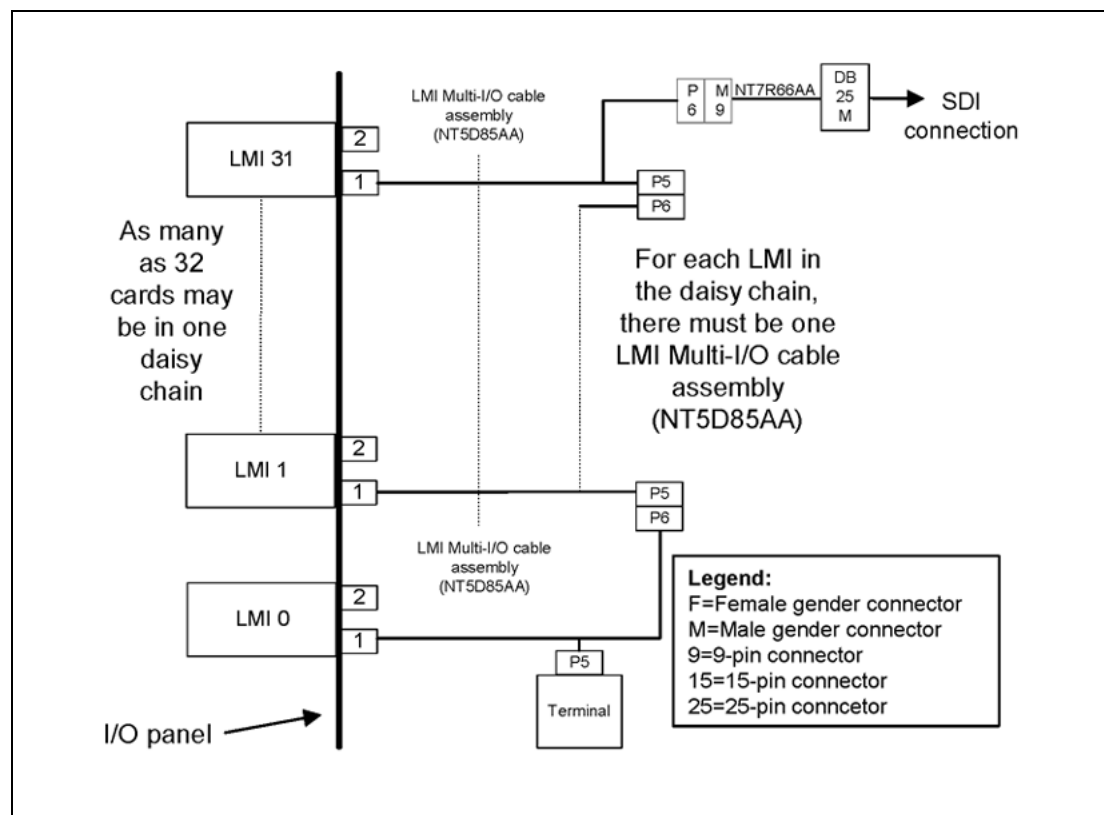 LMI Multi-I/O cable
assembly
(NT5D85AA)
P
6
M
9
NT7R66AA
DB
25
M
SDI
connection
LMI 31
2
1
P5
P6
As many
as 32
cards may
be in one
daisy
chain
For each LMI in
the daisy chain,
there must be one
LMI Multi-I/O cable
assembly
(NT5D85AA)
LMI 1
2
1
P5
P6
LMI Multi-I/O cable
assembly
(NT5D85AA)
LMI 0
2
1
P5
Terminal
I/O panel
Legend:
F=Female gender connector
M=Male gender connector
9=9-pin connector
15=15-pin connector
25=25-pin conncetor